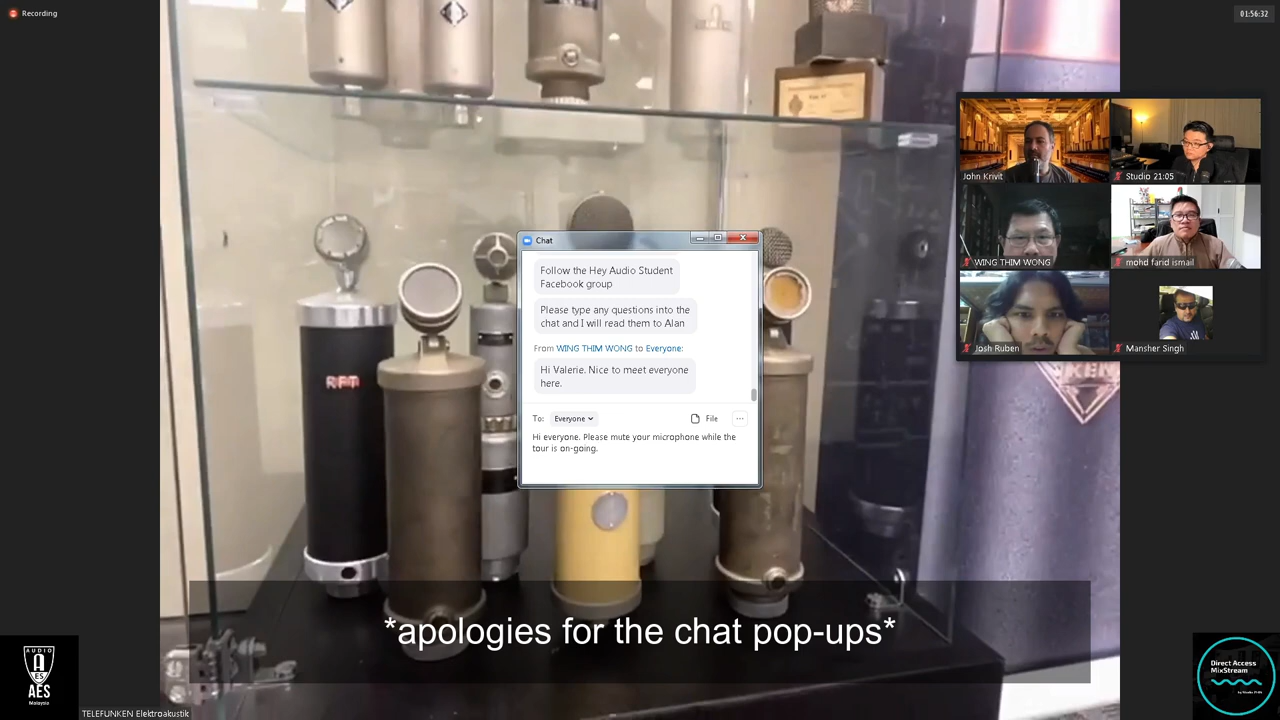 Recording
01:56:32
John Krivit
Studio 21:05
WING THIM WONG
mohd farid ismail
Josh Ruben
Mansher Singh
Chat
Follow the Hey Audio Student
Facebook group
Please type any questions into the
chat and I will read them to Alan
From WING THIM WONG to Everyone:
Hi Valerie. Nice to meet everyone
here.
To: Everyone
File
Hi everyone. Please mute your microphone while the
tour is on-going.
RFT
KEN
*apologies for the chat pop-ups*
AUDIO
A
ES
AES
Malaysia
TELEFUNKEN Elektroakustik
Direct Access
MixStream